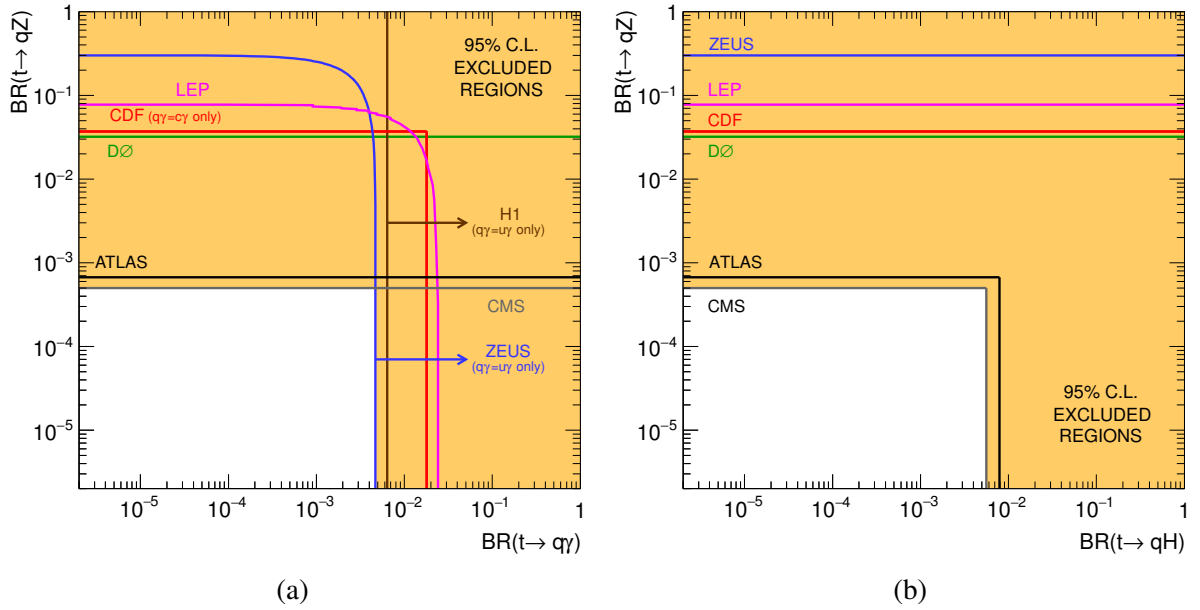 BR(t→ qZ)
1
10⁻¹
10⁻²
10⁻³
10⁻⁴
10⁻⁵
95% C.L.
EXCLUDED
REGIONS
LEP
CDF (qγ=cγ only)
DØ
H1
(qγ=uγ only)
ATLAS
CMS
ZEUS
(qγ=uγ only)
10⁻⁵ 10⁻⁴ 10⁻³ 10⁻² 10⁻¹ 1
BR(t→ qγ)
(a)
BR(t→ qZ)
1
10⁻¹
10⁻²
10⁻³
10⁻⁴
10⁻⁵
ZEUS
LEP
CDF
DØ
ATLAS
CMS
95% C.L.
EXCLUDED
REGIONS
10⁻⁵ 10⁻⁴ 10⁻³ 10⁻² 10⁻¹ 1
BR(t→ qH)
(b)